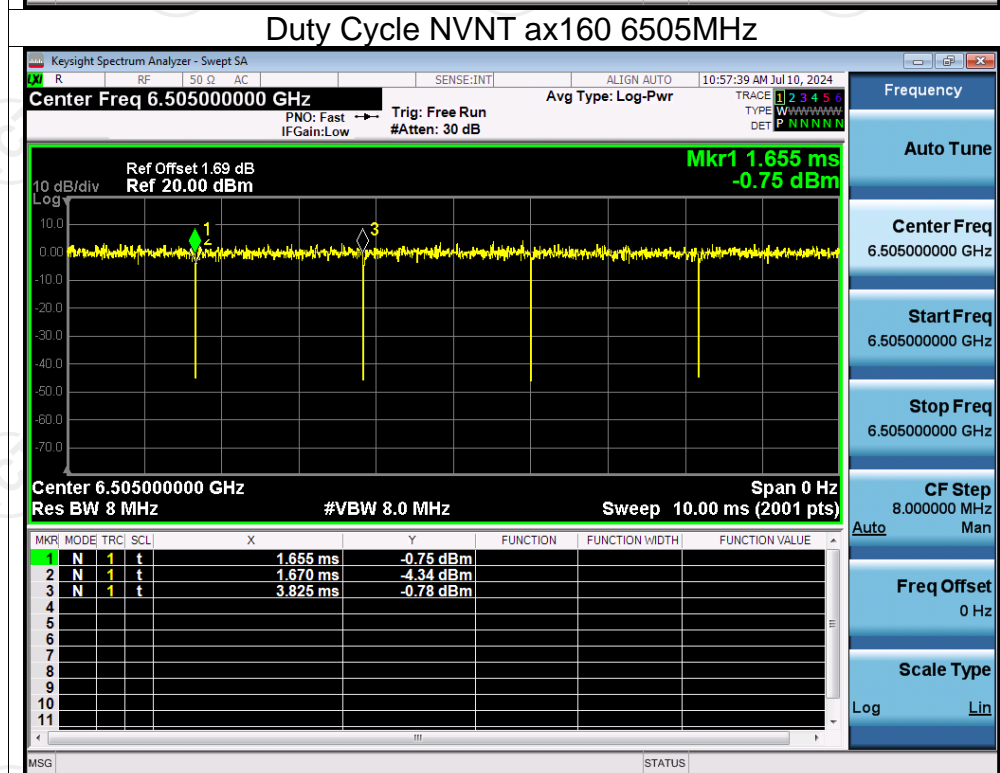 Duty Cycle NVNT ax160 6505MHz
Keysight Spectrum Analyzer - Swept SA
LXI R RF 50 Ω AC SENSE:INT ALIGN AUTO 10:57:39 AM Jul 10, 2024
Center Freq 6.505000000 GHz
PNO: Fast
IFGain:Low
Trig: Free Run
#Atten: 30 dB
Avg Type: Log-Pwr
TRACE 1 2 3 4 5 6
TYPE WWWWWW
DET P N N N N N
Ref Offset 1.69 dB
10 dB/div Ref 20.00 dBm
Log
Mkr1 1.655 ms
-0.75 dBm
10.0
0.00
-10.0
-20.0
-30.0
-40.0
-50.0
-60.0
-70.0
1
2
3
Center 6.505000000 GHz Span 0 Hz
Res BW 8 MHz #VBW 8.0 MHz Sweep 10.00 ms (2001 pts)
MKR MODE TRC SCL X Y FUNCTION FUNCTION WIDTH FUNCTION VALUE
1 N 1 t 1.655 ms -0.75 dBm
2 N 1 t 1.670 ms -4.34 dBm
3 N 1 t 3.825 ms -0.78 dBm
4
5
6
7
8
9
10
11
MSG STATUS
Frequency
Auto Tune
Center Freq
6.505000000 GHz
Start Freq
6.505000000 GHz
Stop Freq
6.505000000 GHz
CF Step
8.000000 MHz
Auto Man
Freq Offset
0 Hz
Scale Type
Log Lin